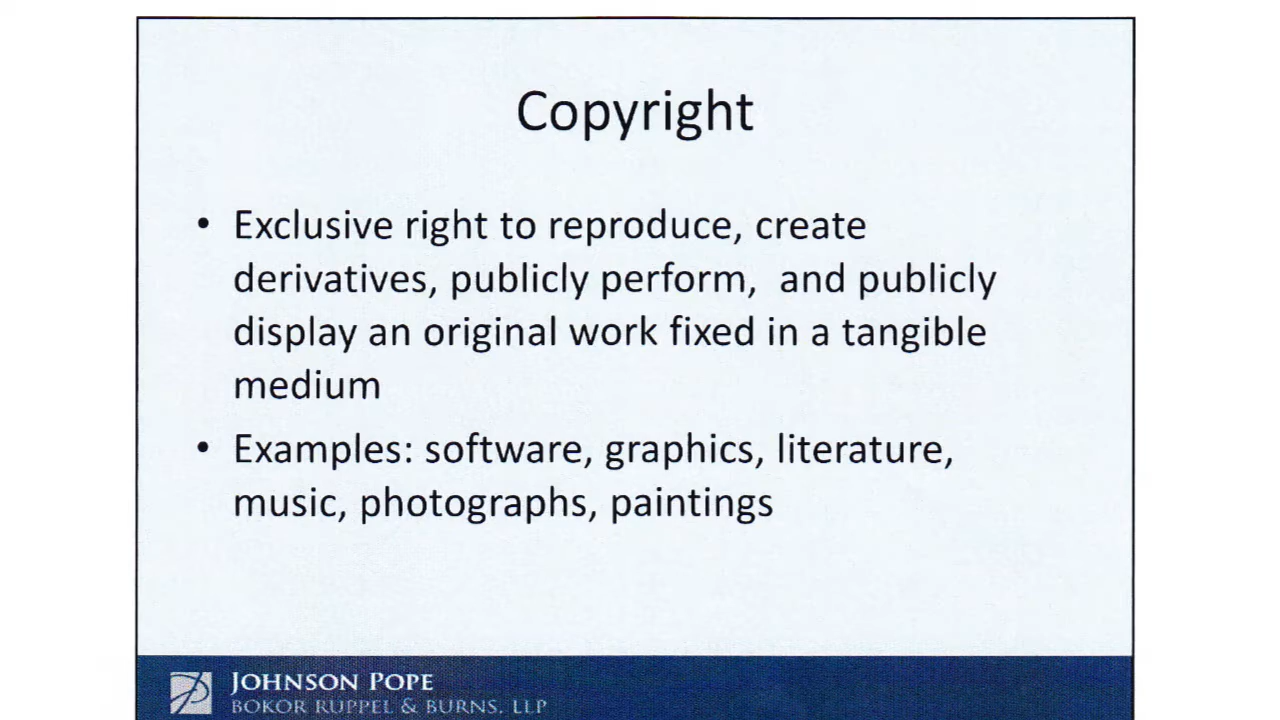 Copyright
• Exclusive right to reproduce, create
derivatives, publicly perform,  and publicly
display an original work fixed in a tangible
medium
• Examples: software, graphics, literature,
music, photographs, paintings
JOHNSON POPE
BOKOR RUPPEL & BURNS, LLP